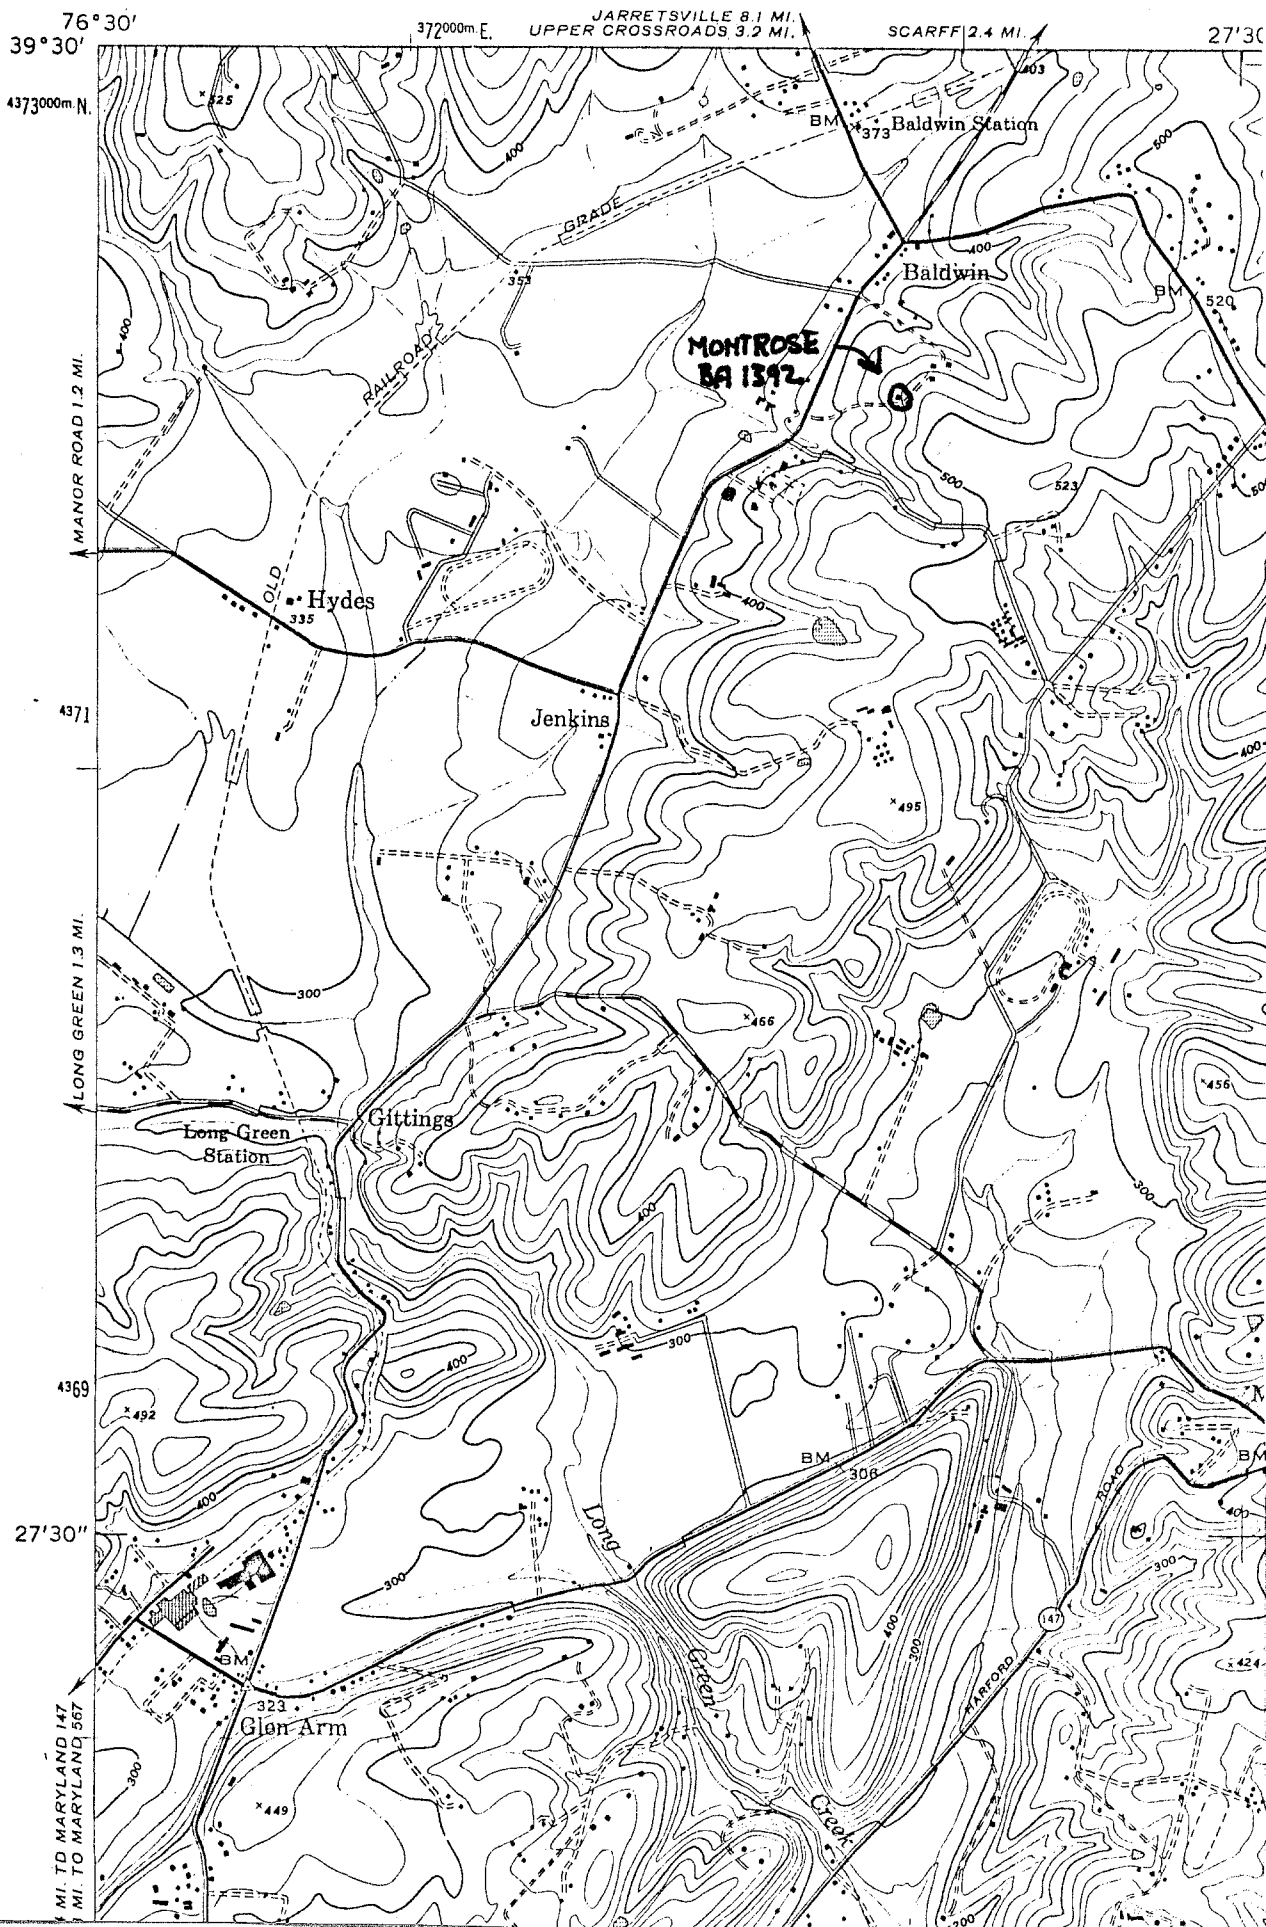 76°30'
372000m. E.
JARRETSVILLE 8.1 MI.
UPPER CROSSROADS 3.2 MI.
SCARFF 2.4 MI.
39°30'
4373000m. N.
×525
400
403
BM
×373
Baldwin Station
500
GRADE
353
400
Baldwin
BM
520
400
MONTROSE
BA 1392
RAILROAD
MANOR ROAD 1.2 MI.
500
523
OLD
Hydes
335
400
4371
Jenkins
400
×495
LONG GREEN 1.3 MI.
300
×466
×456
Gittings
Long Green
Station
300
400
300
400
4369
×492
BM
306
BM
400
ROAD
400
27'30"
Long
300
300
400
300
147
Green
×424
BM
323
Glen Arm
HARFORD
300
×449
Creek
MI. TO MARYLAND 147
MI. TO MARYLAND 567
200